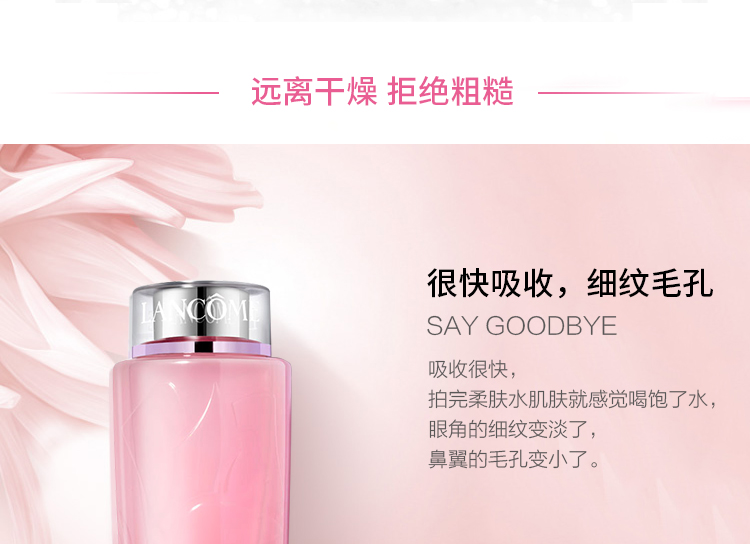 远离干燥 拒绝粗糙
很快吸收，细纹毛孔
SAY GOODBYE
吸收很快，
拍完柔肤水肌肤就感觉喝饱了水，
眼角的细纹变淡了，
鼻翼的毛孔变小了。
LANCÔME